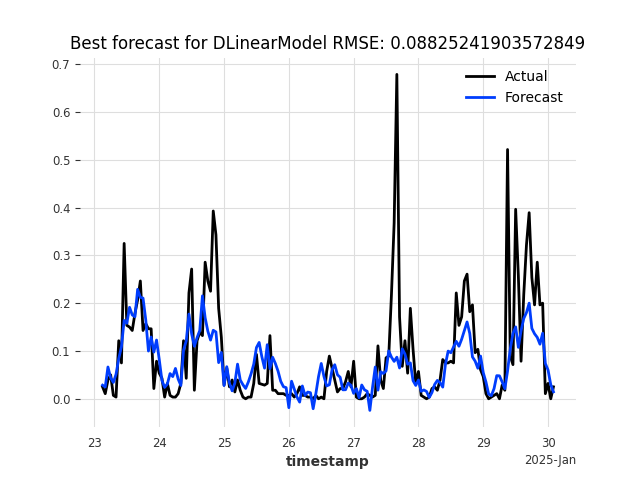 Best forecast for DLinearModel RMSE: 0.08825241903572849
Actual
Forecast
0.7
0.6
0.5
0.4
0.3
0.2
0.1
0.0
23 24 25 26 27 28 29 30
2025-Jan
timestamp